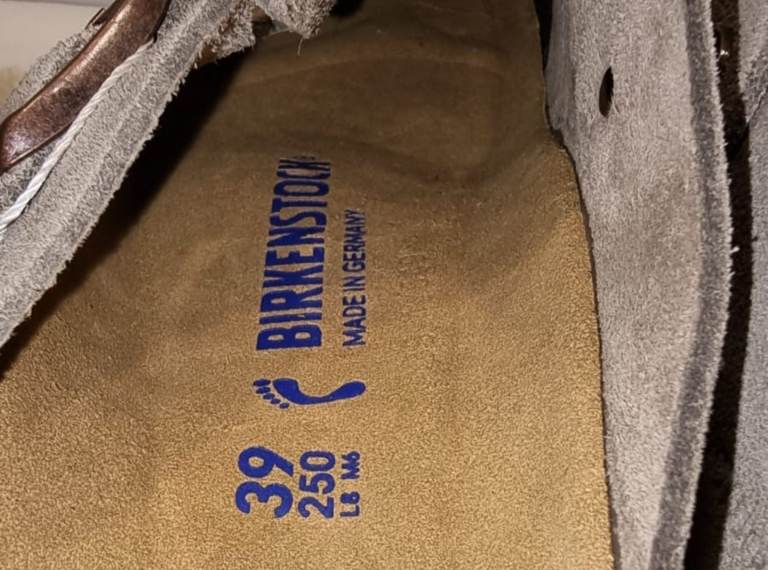 BIRKENSTOCK®
MADE IN GERMANY
39
250
L8 M6